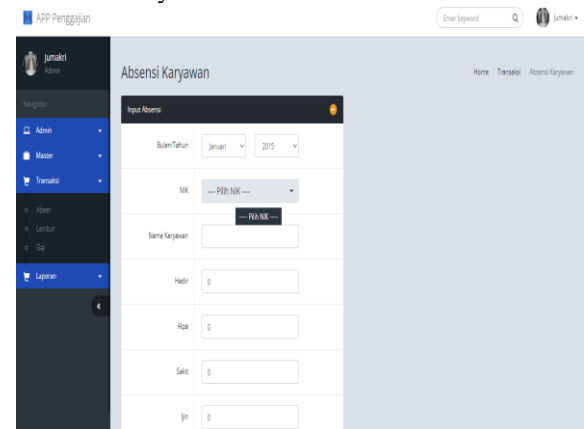 APP Penggajian
Enter keyword
Jumakri
Jumakri
Admin
Absensi Karyawan
Home / Transaksi / Absensi Karyawan
Navigation
Admin
Master
Transaksi
Absen
Lembur
Gaji
Laporan
Input Absensi
Bulan/Tahun
Januari
2015
NIK
---- Pilih NIK ----
---- Pilih NIK ----
Nama Karyawan
Hadir
0
Alpa
0
Sakit
0
Ijin
0